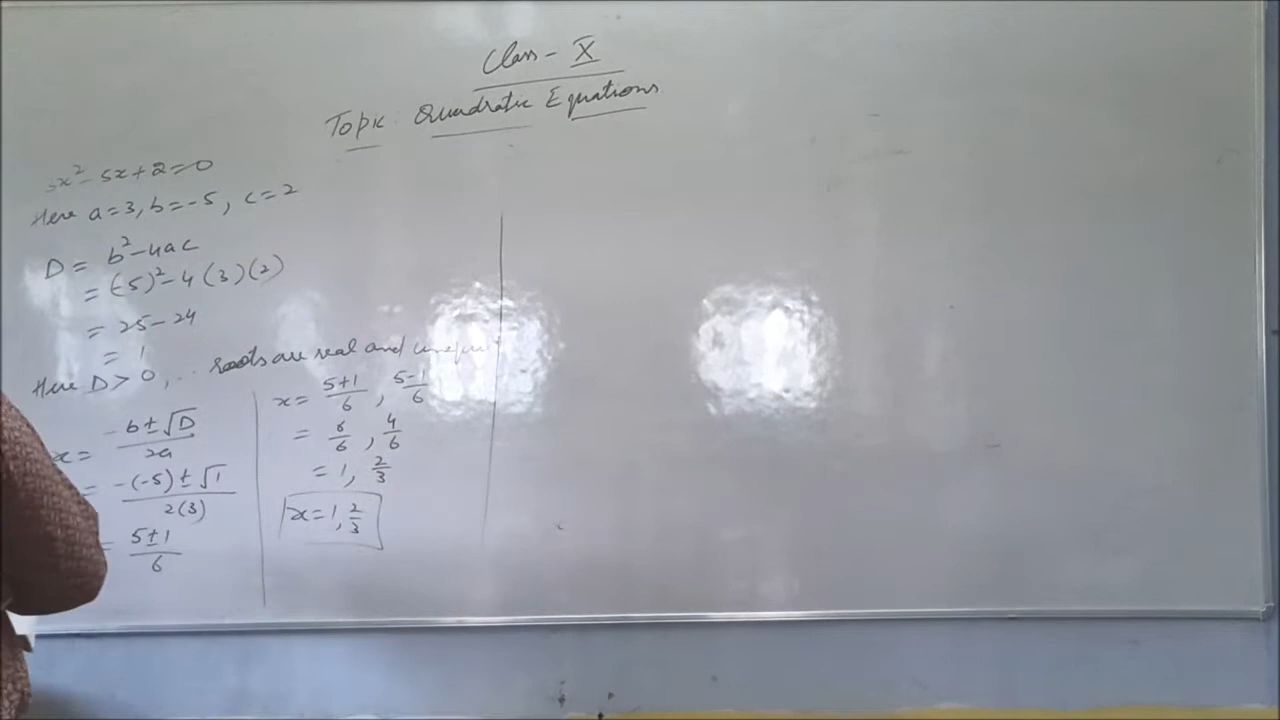 Class - X
Topic: Quadratic Equations
3x² - 5x + 2 = 0
Here a = 3, b = -5, c = 2
D = b² - 4ac
= (-5)² - 4(3)(2)
= 25 - 24
= 1
Here D > 0, ∴ roots are real and unequal
x = -b ± √D / 2a
= -(-5) ± √1 / 2(3)
= 5 ± 1 / 6
x = 5+1/6, 5-1/6
= 6/6, 4/6
= 1, 2/3
x = 1, 2/3